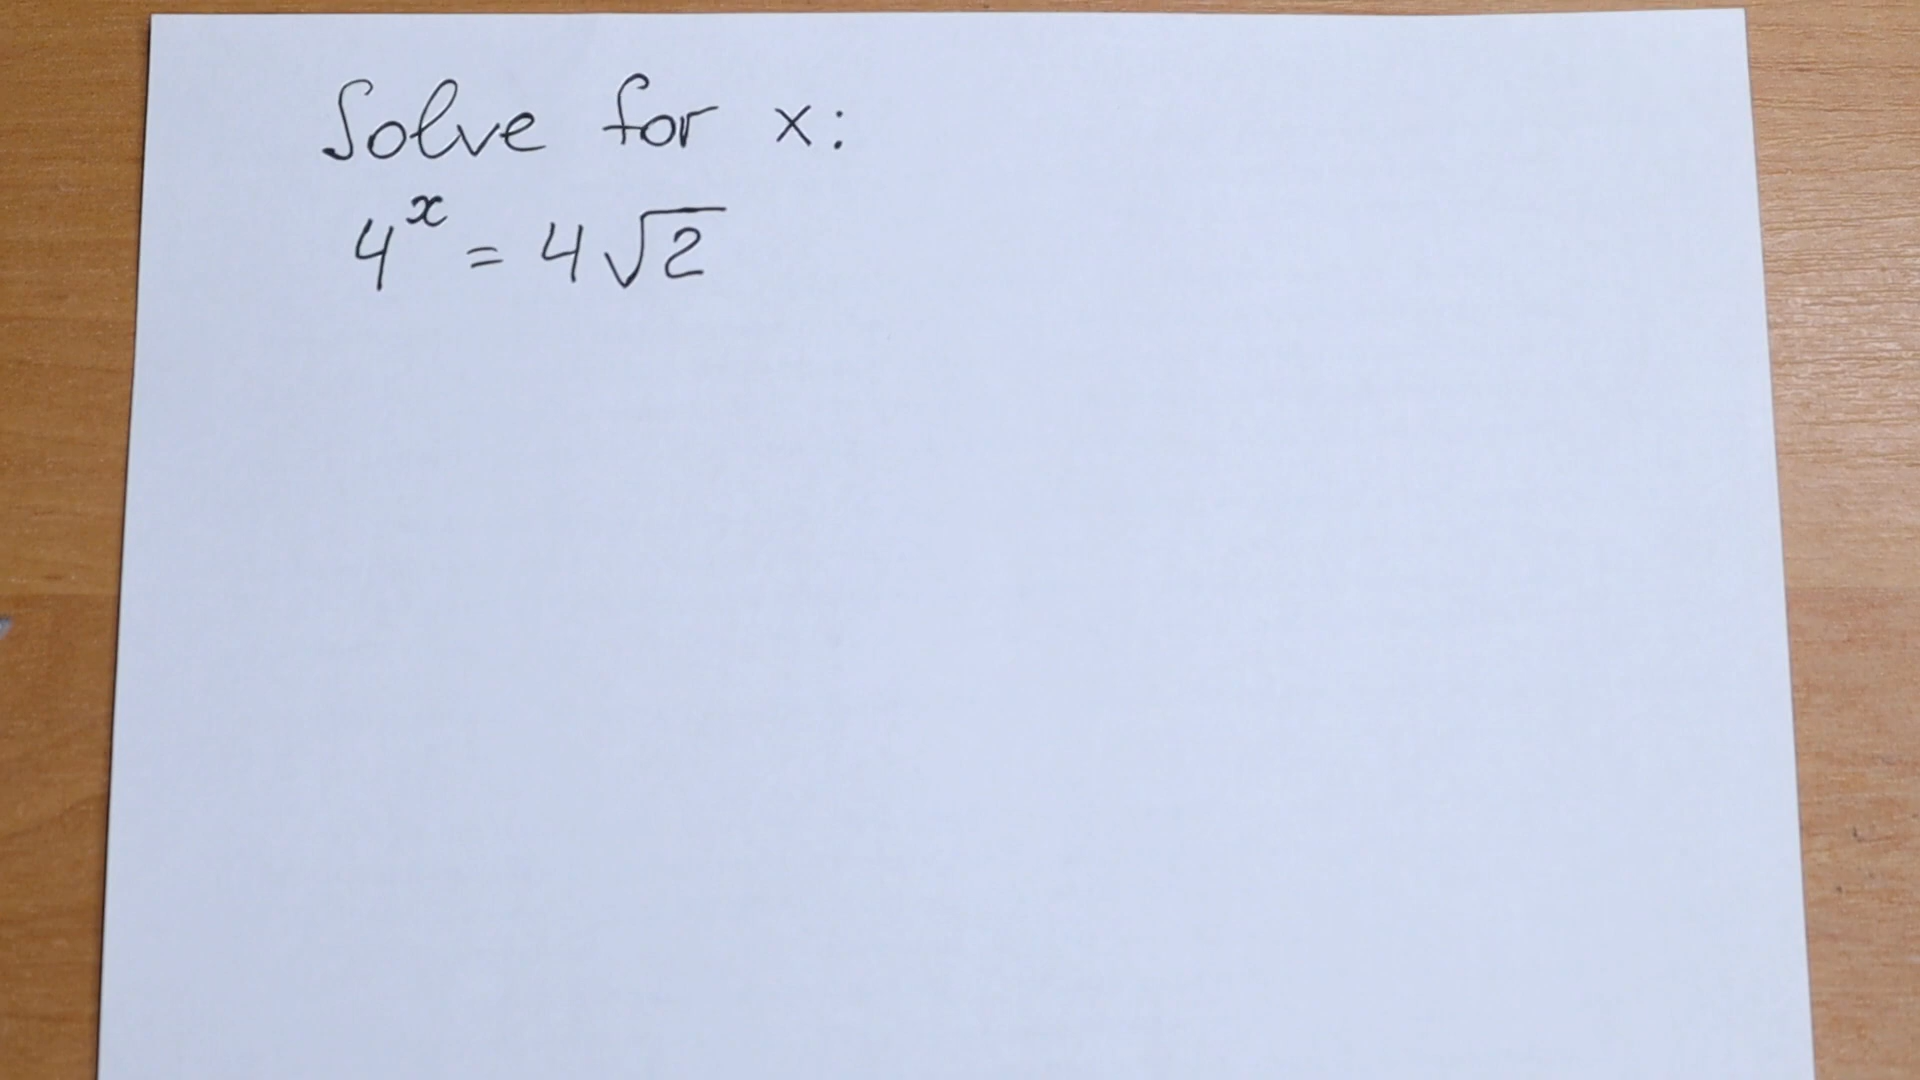 Solve for x:
4^x = 4√2